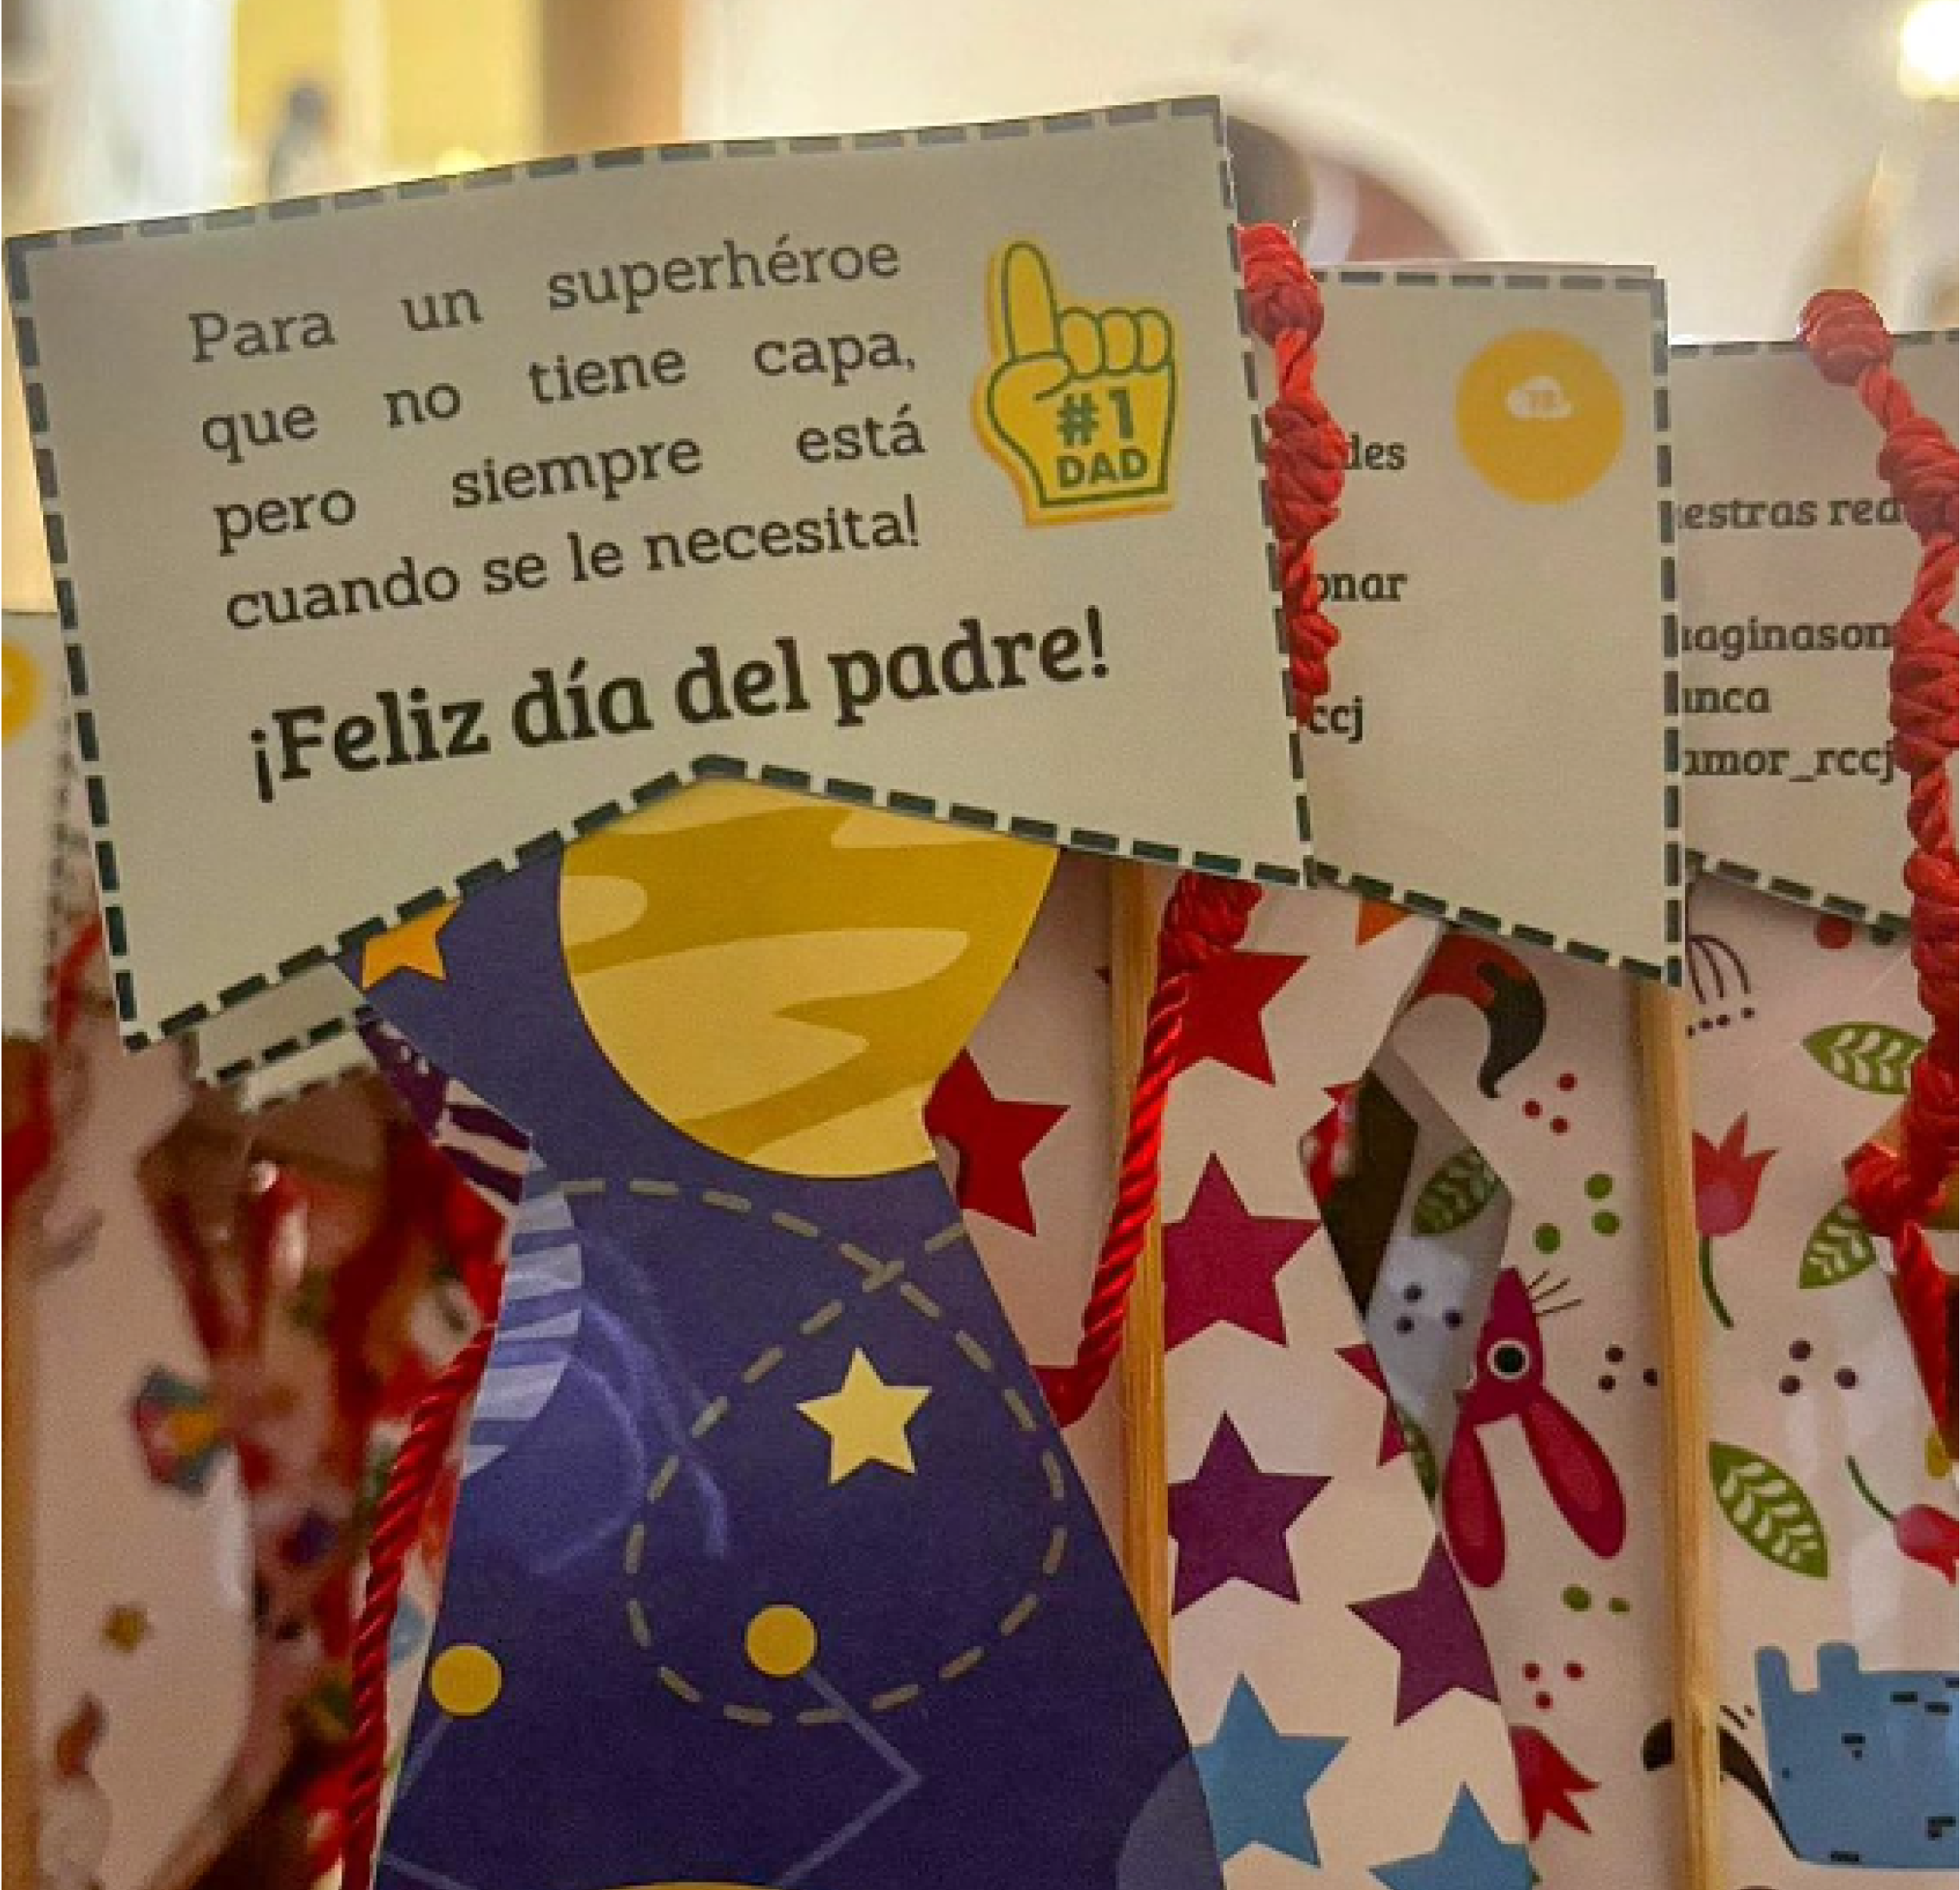 Para un superhéroe
que no tiene capa,
pero siempre está
cuando se le necesita!
¡Feliz día del padre!
#1
DAD